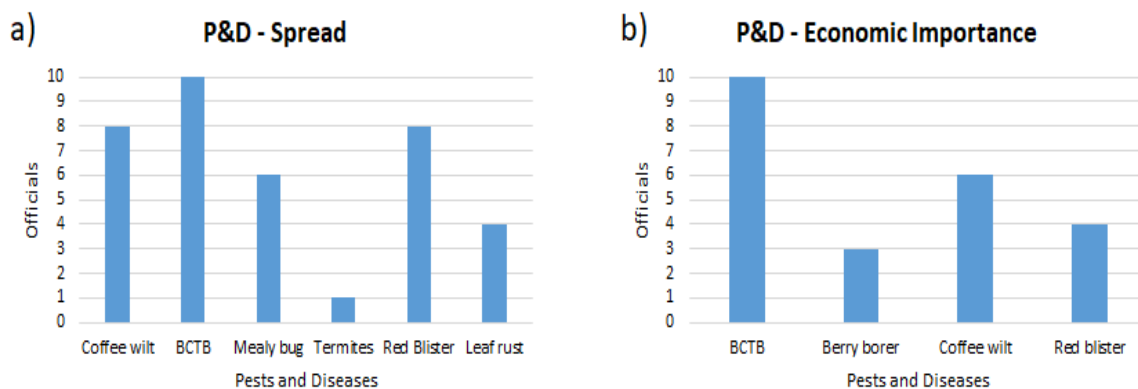 a)
P&D - Spread
10
9
8
7
6
5
4
3
2
1
0
Officials
Coffee wilt BCTB Mealy bug Termites Red Blister Leaf rust
Pests and Diseases
b)
P&D - Economic Importance
10
9
8
7
6
5
4
3
2
1
0
Officials
BCTB Berry borer Coffee wilt Red blister
Pests and Diseases